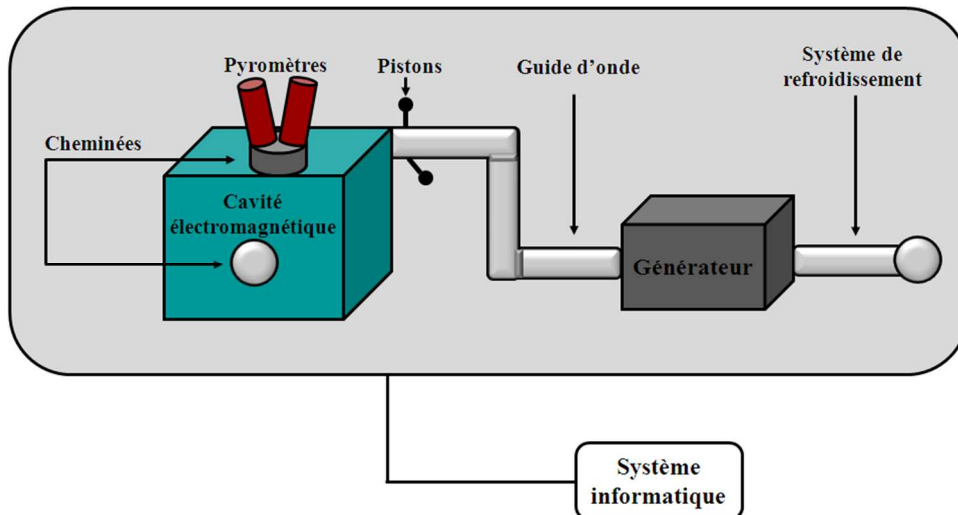 Pyromètres
Pistons
Guide d'onde
Système de
refroidissement
Cheminées
Cavité
électromagnétique
Générateur
Système
informatique